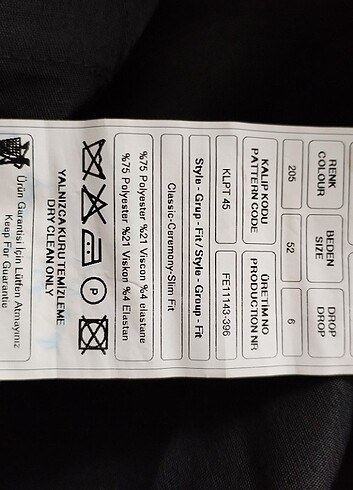 RENK
COLOUR
BEDEN
SIZE
DROP
DROP
205
52
6
KALIP KODU
PATTERN CODE
ÜRETİM NO
PRODUCTION NR
KLPT 45
FE11143-396
Style - Grup - Fit / Style - Group - Fit
Classic-Ceremony-Slim Fit
%75 Polyester %21 Viscon %4 elastane
%75 Polyester %21 Viskon %4 Elastan
P
YALNIZCA KURU TEMİZLEME
DRY CLEAN ONLY
Ürün Garantisi İçin Lütfen Atmayınız
Keep For Guarantie